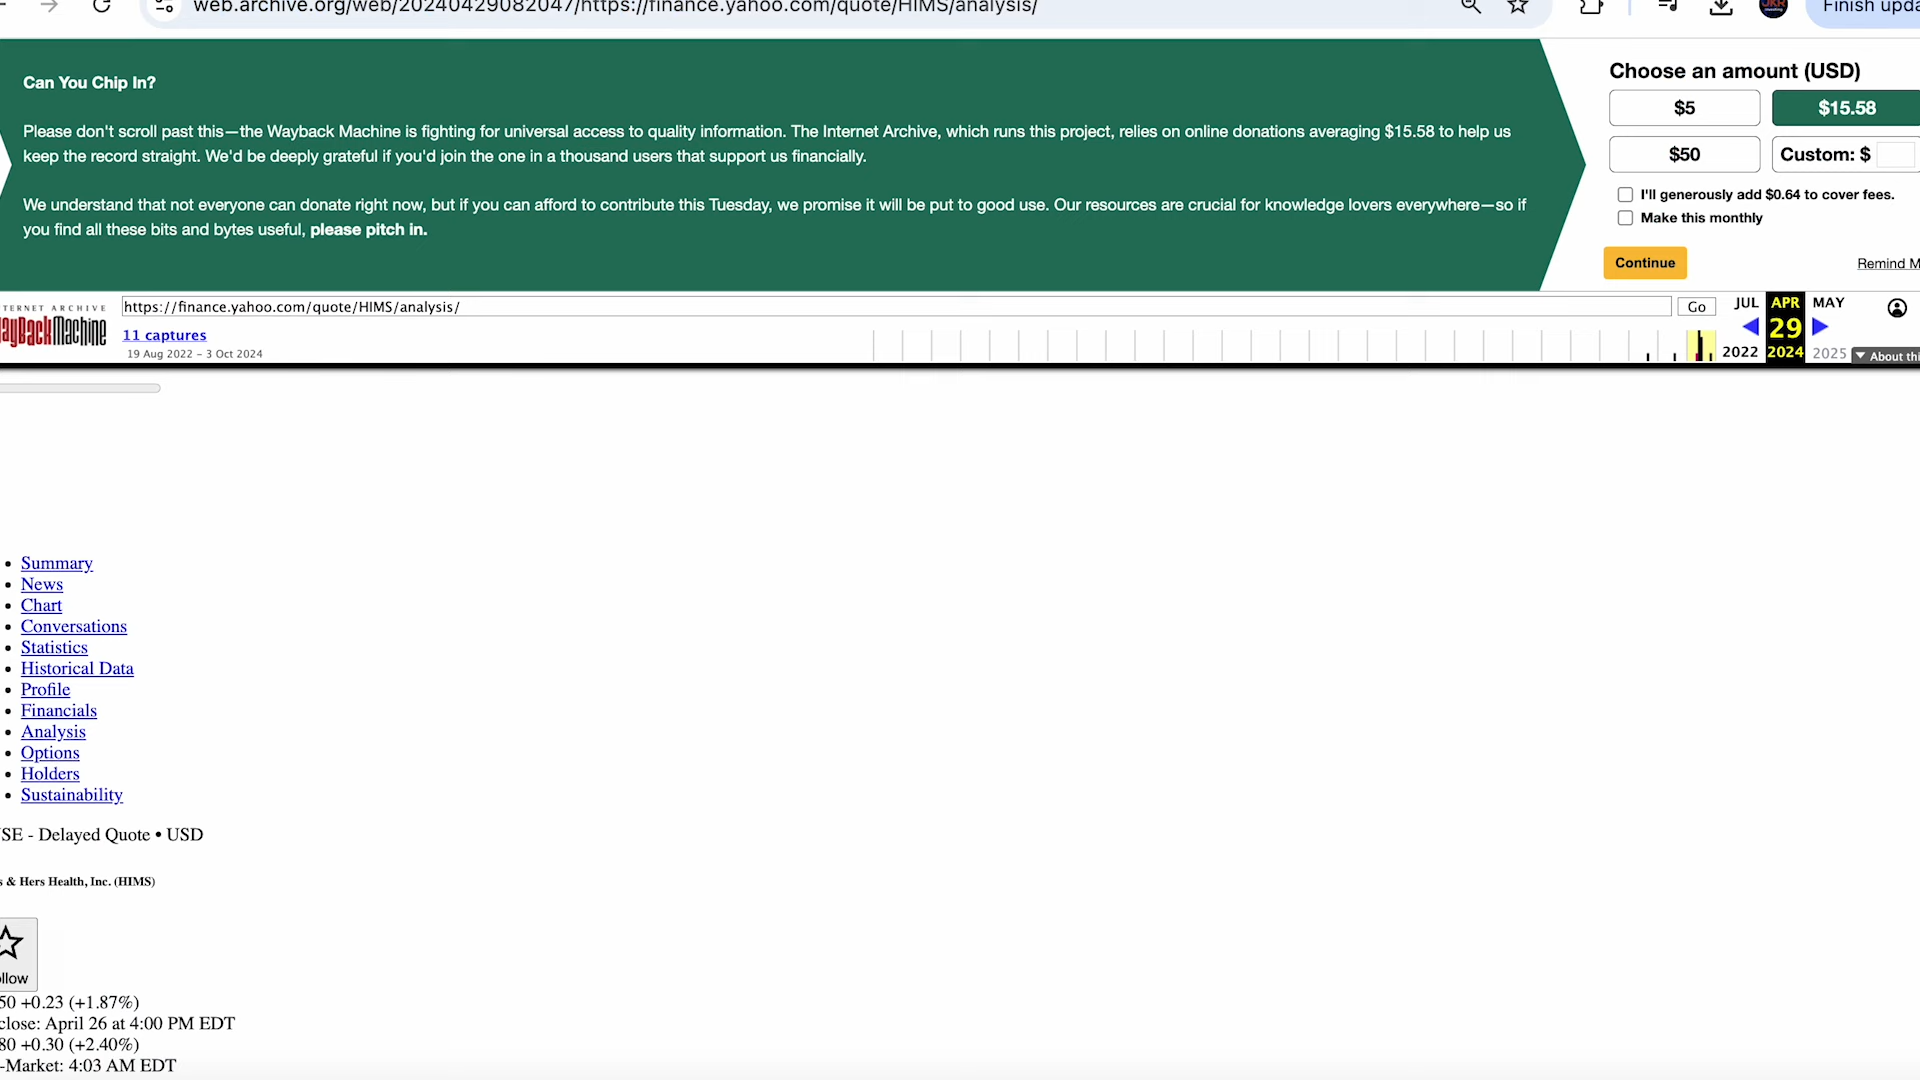 web.archive.org/web/20240429082047/https://finance.yahoo.com/quote/HIMS/analysis/
Finish upda
Can You Chip In?
Please don't scroll past this—the Wayback Machine is fighting for universal access to quality information. The Internet Archive, which runs this project, relies on online donations averaging $15.58 to help us
keep the record straight. We'd be deeply grateful if you'd join the one in a thousand users that support us financially.
We understand that not everyone can donate right now, but if you can afford to contribute this Tuesday, we promise it will be put to good use. Our resources are crucial for knowledge lovers everywhere—so if
you find all these bits and bytes useful, please pitch in.
Choose an amount (USD)
$5
$15.58
$50
Custom: $
I'll generously add $0.64 to cover fees.
Make this monthly
Continue
Remind M
TERNET ARCHIVE
ayBackMachine
https://finance.yahoo.com/quote/HIMS/analysis/
Go
11 captures
19 Aug 2022 – 3 Oct 2024
JUL APR MAY
29
2022 2024 2025
About thi
Summary
News
Chart
Conversations
Statistics
Historical Data
Profile
Financials
Analysis
Options
Holders
Sustainability
SE - Delayed Quote • USD
s & Hers Health, Inc. (HIMS)
ollow
50 +0.23 (+1.87%)
close: April 26 at 4:00 PM EDT
80 +0.30 (+2.40%)
-Market: 4:03 AM EDT